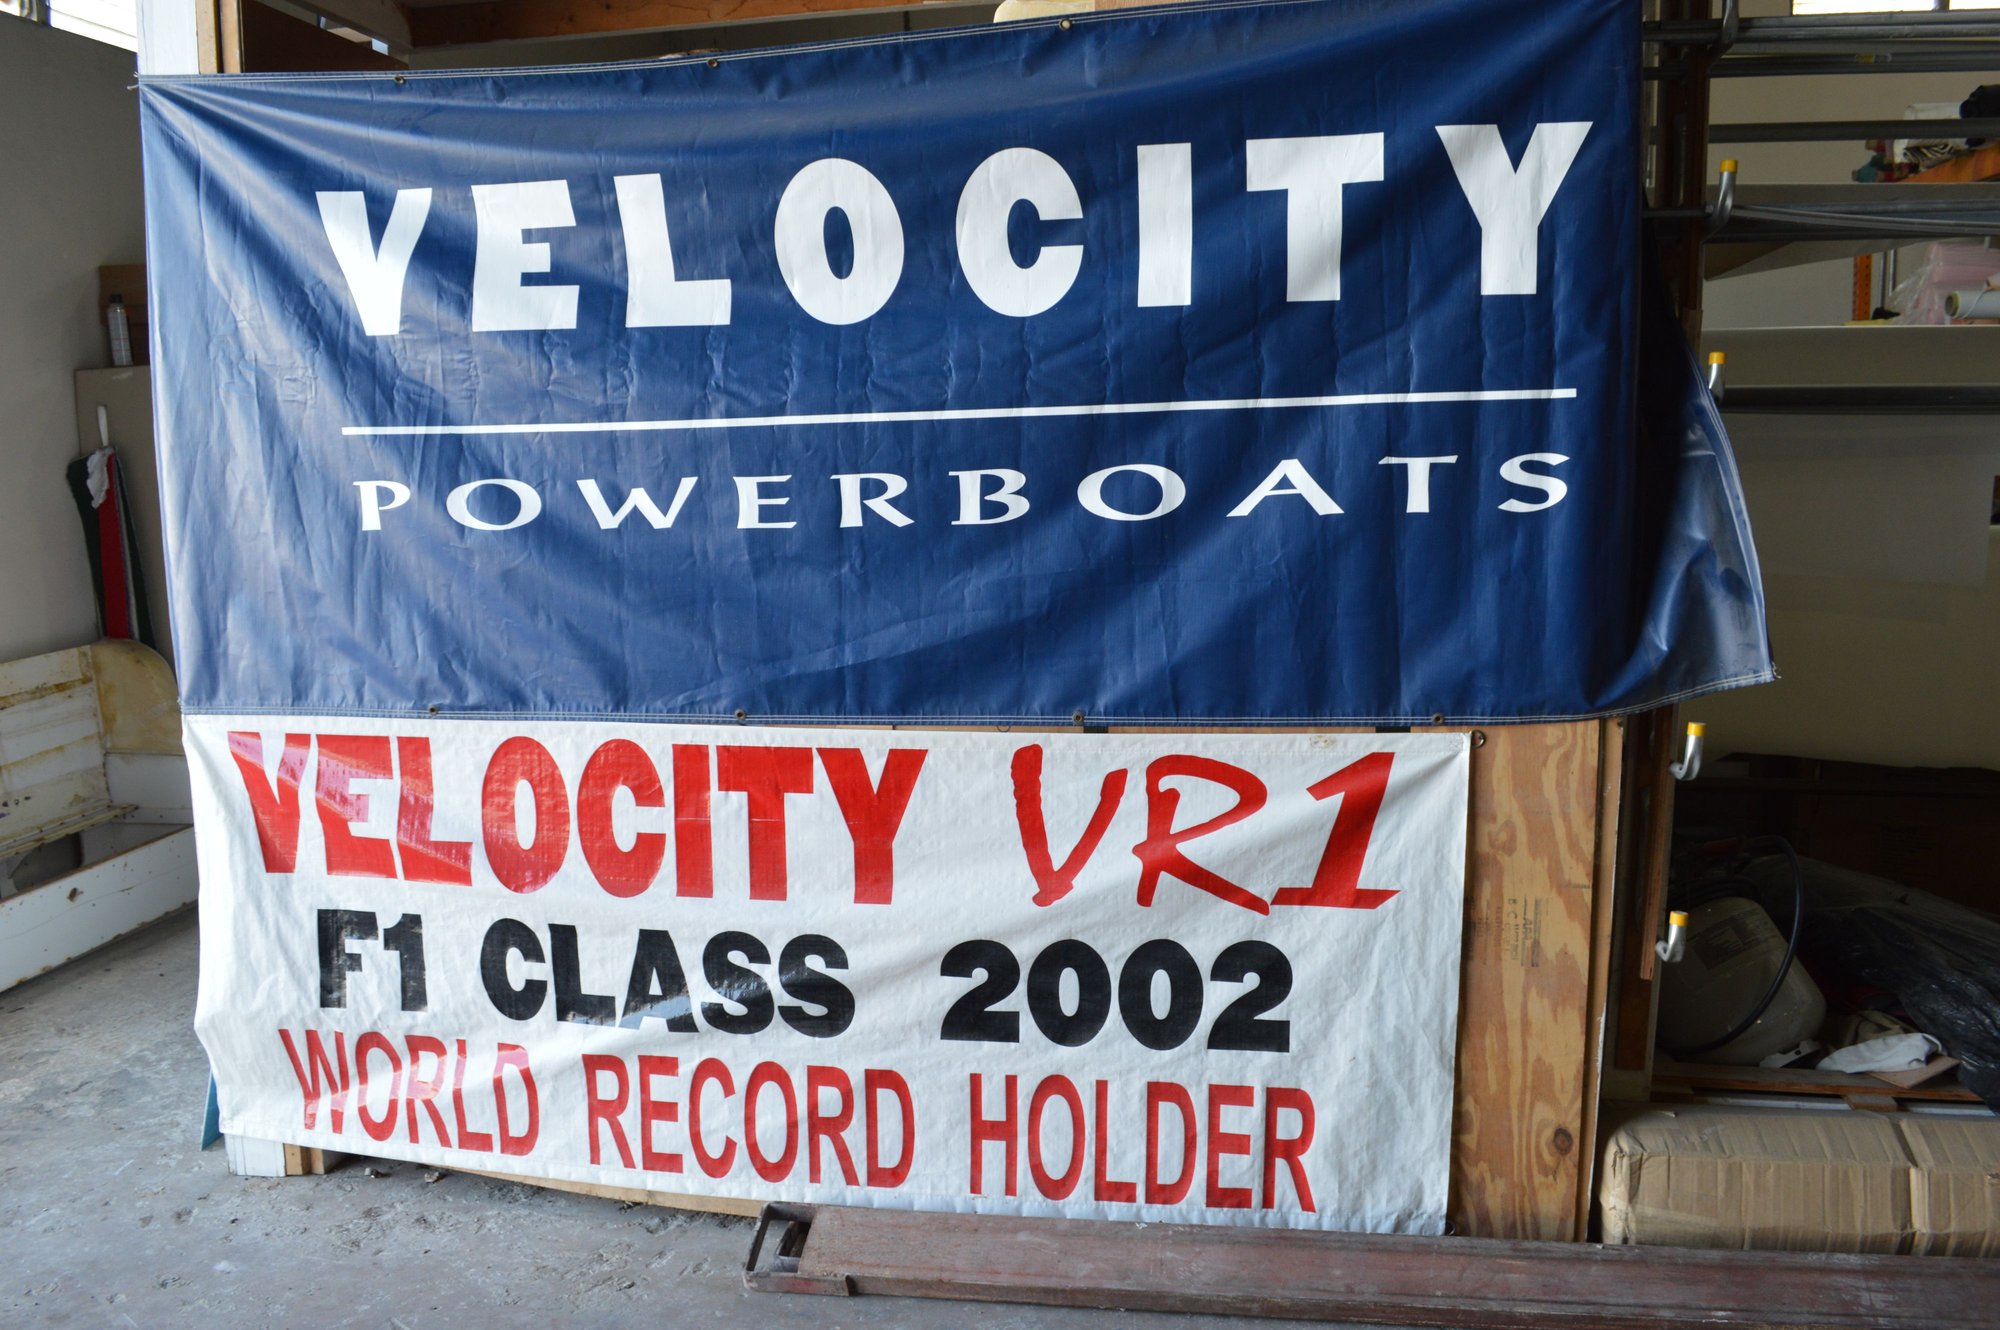 VELOCITY
POWERBOATS
VELOCITY VR1
F1 CLASS 2002
WORLD RECORD HOLDER